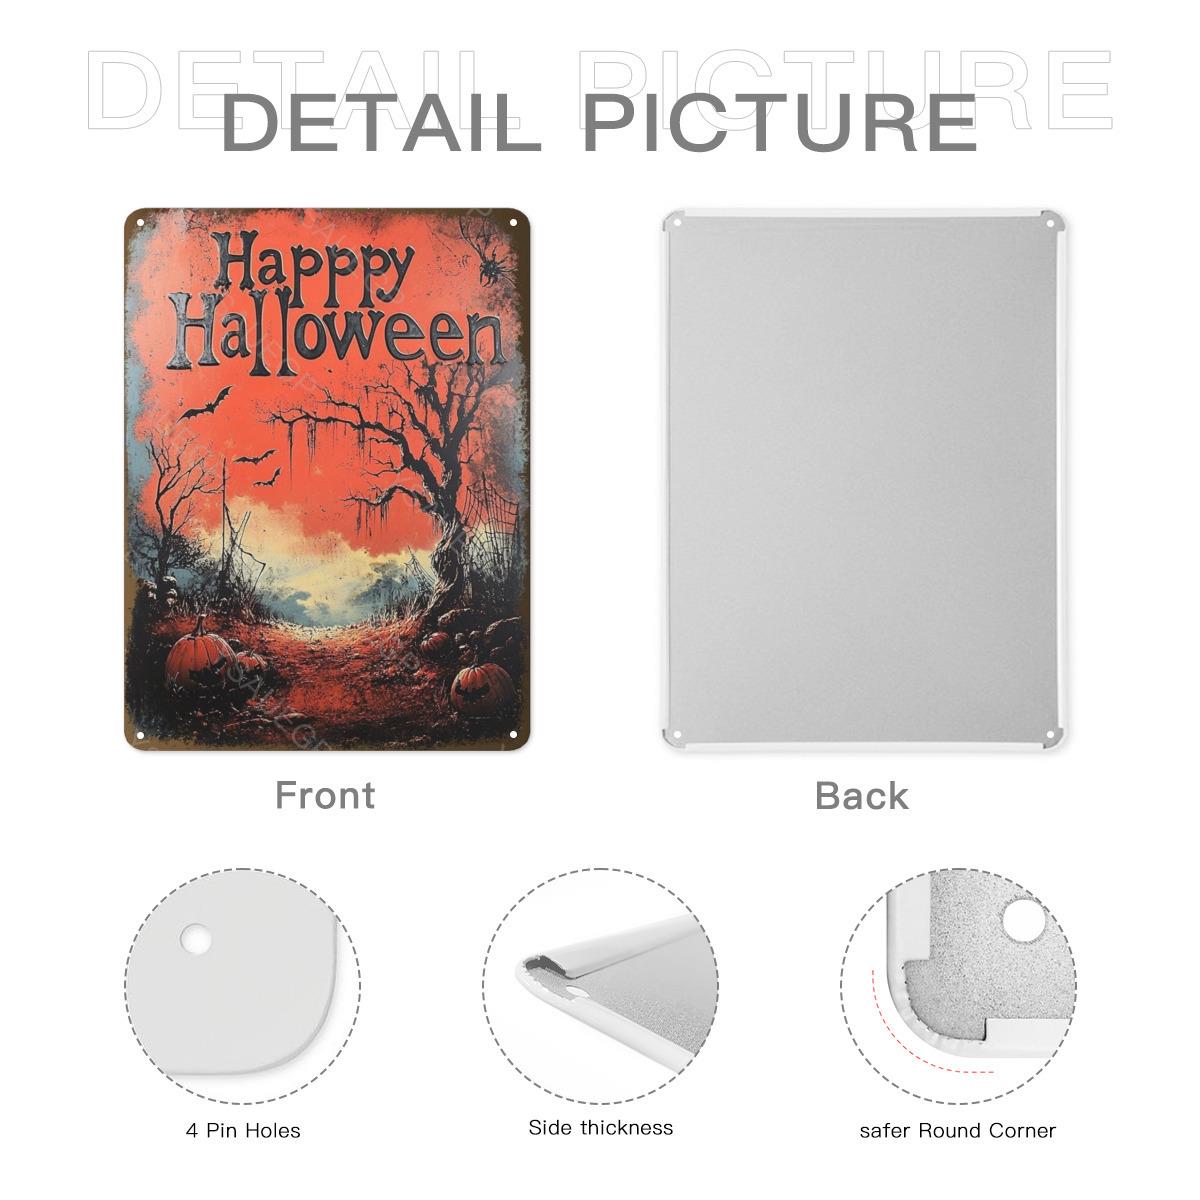 DETAIL PICTURE
DETAIL PICTURE
Happpy
Halloween
Front
Back
4 Pin Holes
Side thickness
safer Round Corner